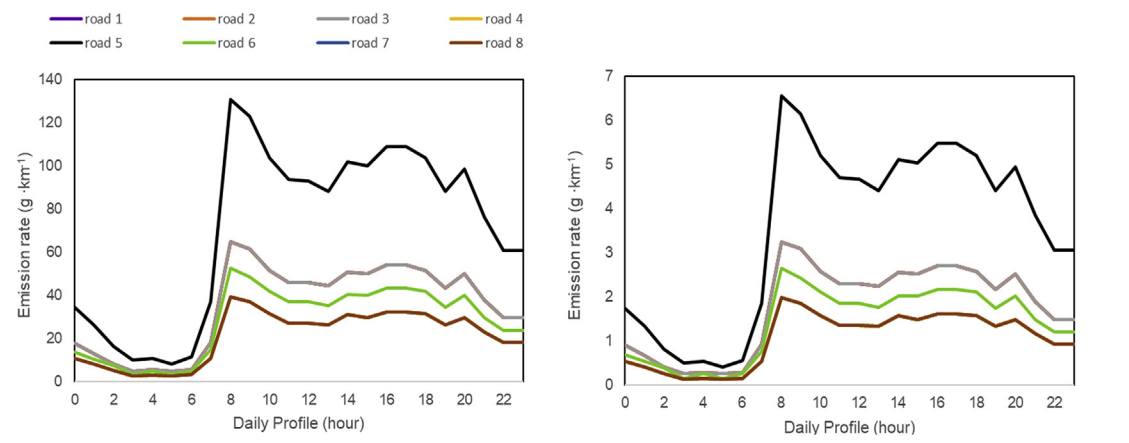 road 1 road 2 road 3 road 4
road 5 road 6 road 7 road 8
140
120
100
80
60
40
20
0
Emission rate (g ·km⁻¹)
0 2 4 6 8 10 12 14 16 18 20 22
Daily Profile (hour)
7
6
5
4
3
2
1
0
Emission rate (g ·km⁻¹)
0 2 4 6 8 10 12 14 16 18 20 22
Daily Profile (hour)